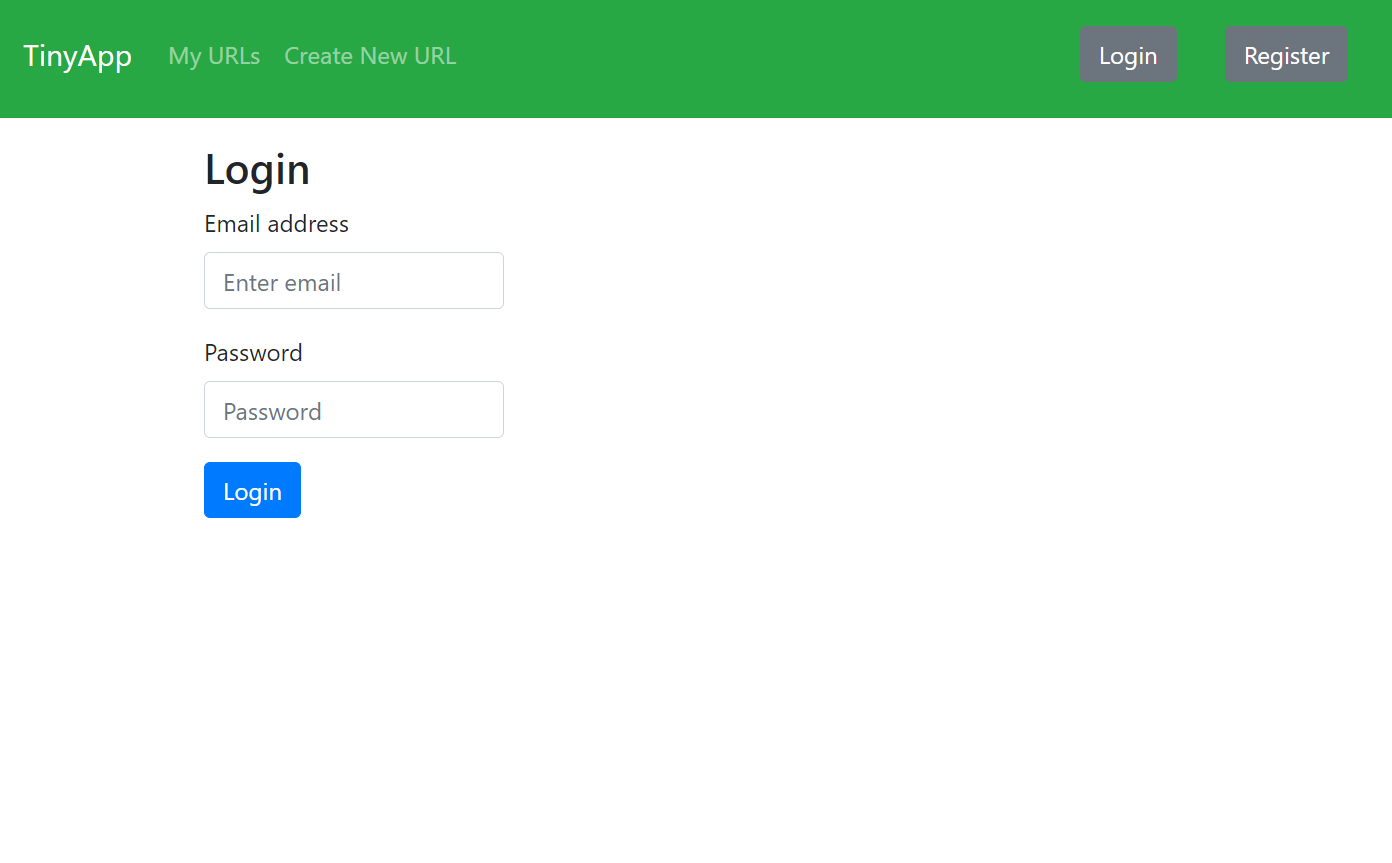 TinyApp My URLs Create New URL Login Register
Login
Email address
Enter email
Password
Password
Login